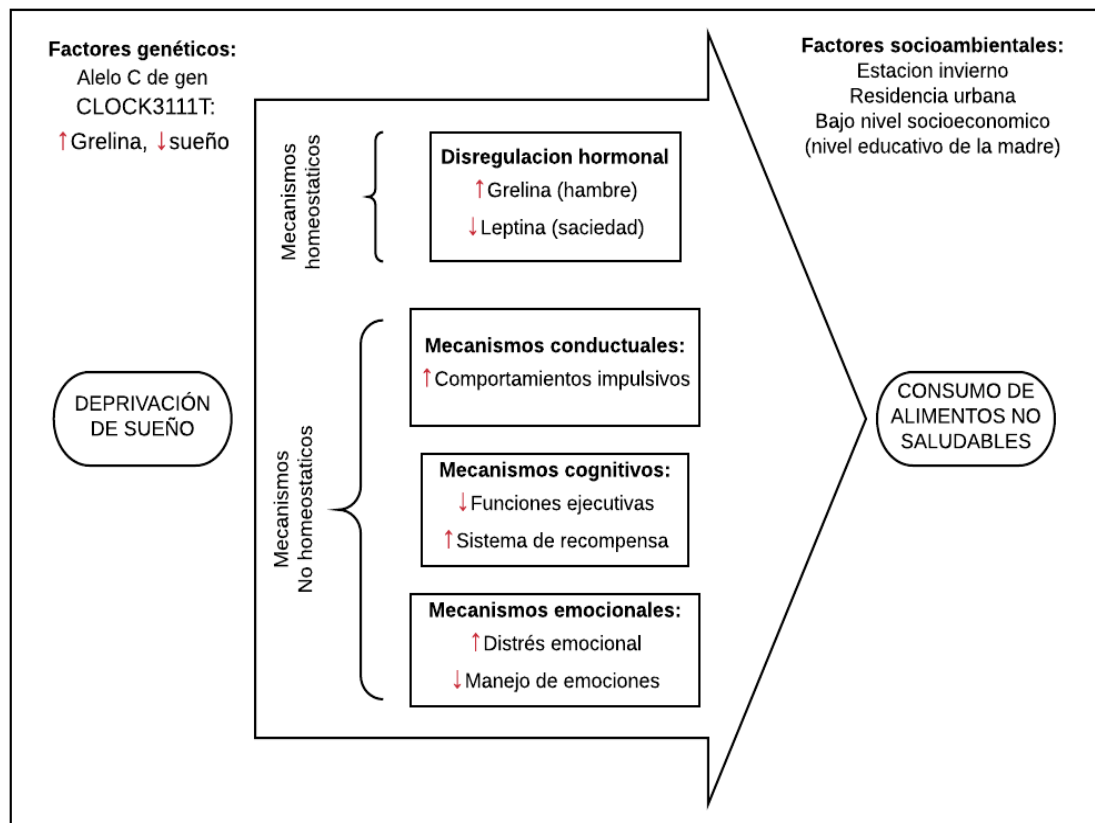 Factores genéticos:
Alelo C de gen
CLOCK3111T:
↑Grelina, ↓sueño
DEPRIVACIÓN
DE SUEÑO
Mecanismos
homeostaticos
Disregulacion hormonal
↑Grelina (hambre)
↓Leptina (saciedad)
Mecanismos
No homeostaticos
Mecanismos conductuales:
↑Comportamientos impulsivos
Mecanismos cognitivos:
↓Funciones ejecutivas
↑Sistema de recompensa
Mecanismos emocionales:
↑Distrés emocional
↓Manejo de emociones
Factores socioambientales:
Estacion invierno
Residencia urbana
Bajo nivel socioeconomico
(nivel educativo de la madre)
CONSUMO DE
ALIMENTOS NO
SALUDABLES